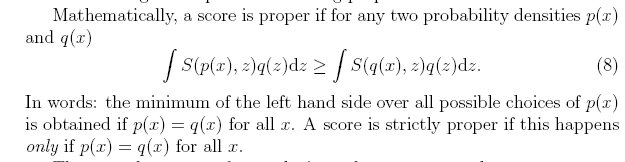 Mathematically, a score is proper if for any two probability densities p(x)
and q(x)
∫ S(p(x), z)q(z)dz ≥ ∫ S(q(x), z)q(z)dz. (8)
In words: the minimum of the left hand side over all possible choices of p(x)
is obtained if p(x) = q(x) for all x. A score is strictly proper if this happens
only if p(x) = q(x) for all x.